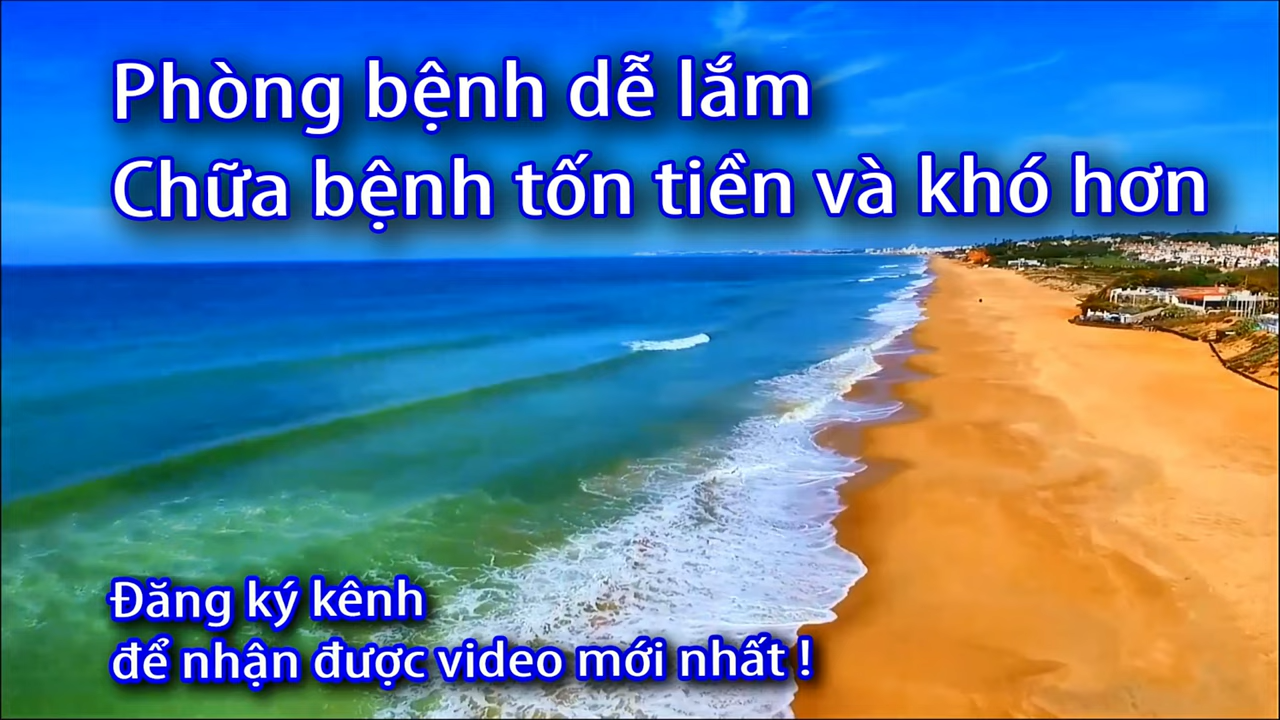 Phòng bệnh dễ lắm
Chữa bệnh tốn tiền và khó hơn
Đăng ký kênh
để nhận được video mới nhất !